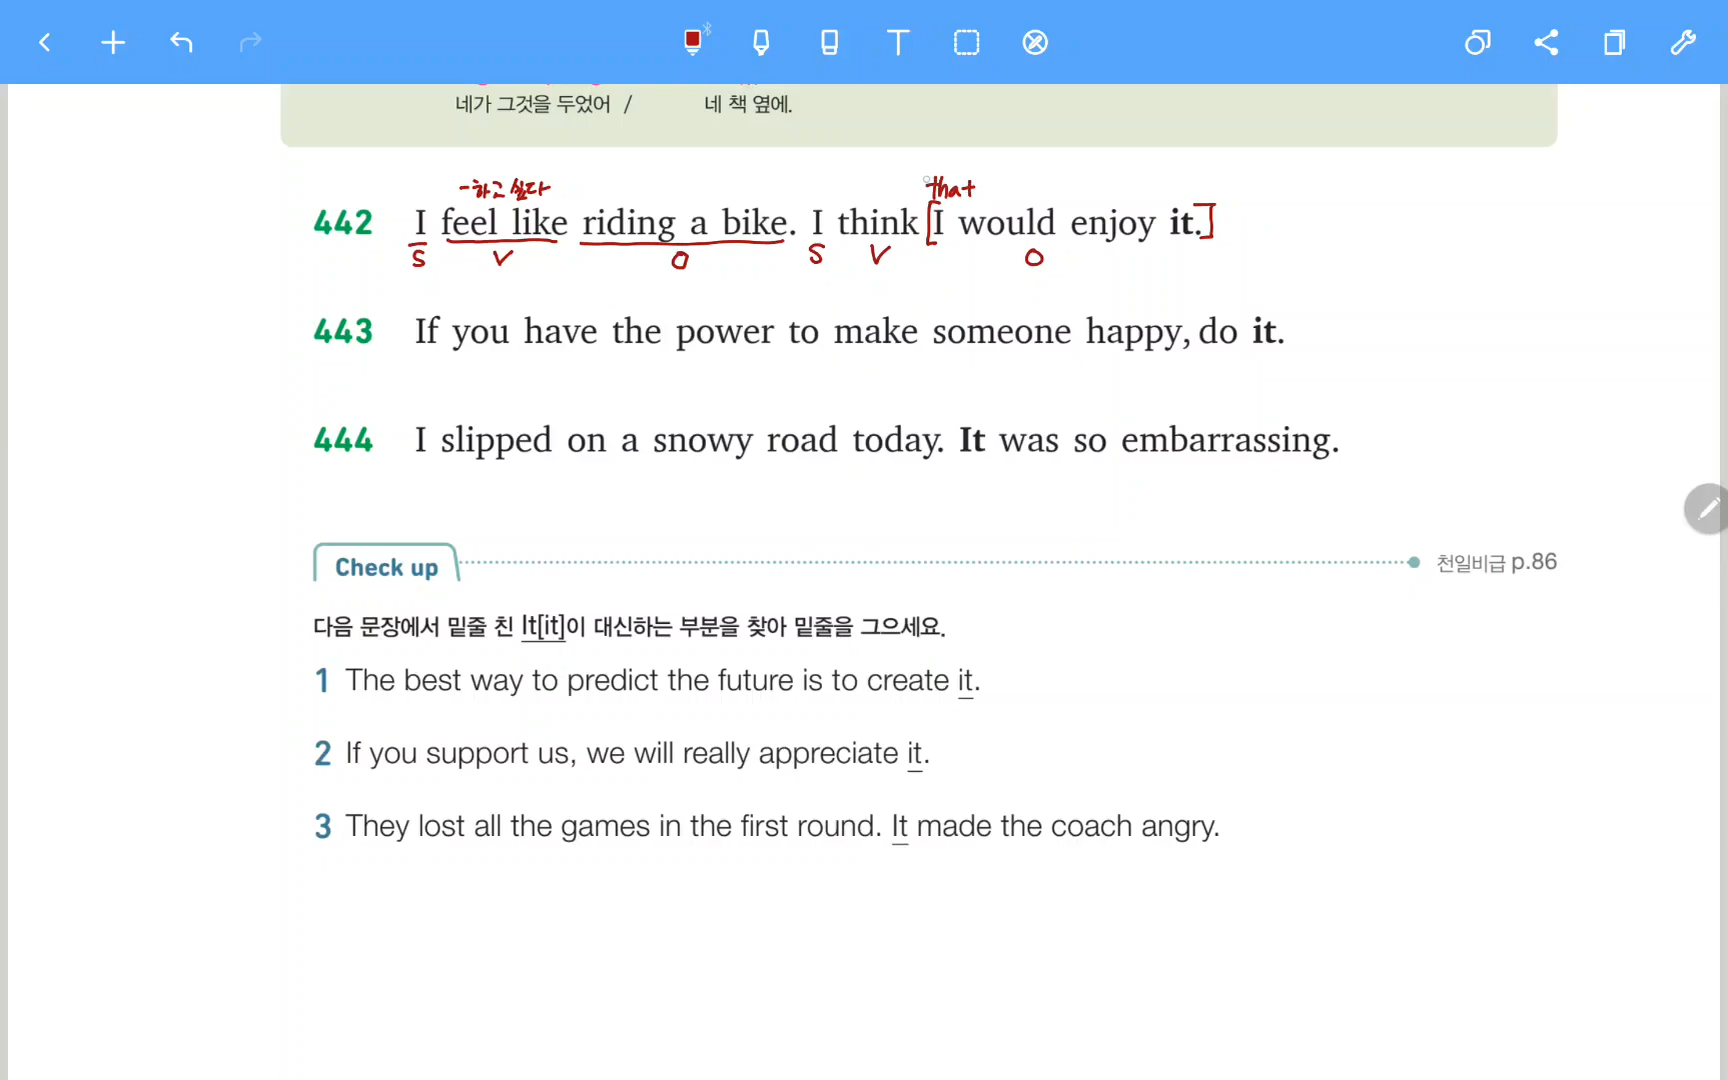 네가 그것을 두었어 / 네 책 옆에.
-하고 싶다 that
442 I feel like riding a bike. I think [I would enjoy it.]
S V O S V O
443 If you have the power to make someone happy, do it.
444 I slipped on a snowy road today. It was so embarrassing.
Check up 천일비급 p.86
다음 문장에서 밑줄 친 It[it]이 대신하는 부분을 찾아 밑줄을 그으세요.
1 The best way to predict the future is to create it.
2 If you support us, we will really appreciate it.
3 They lost all the games in the first round. It made the coach angry.